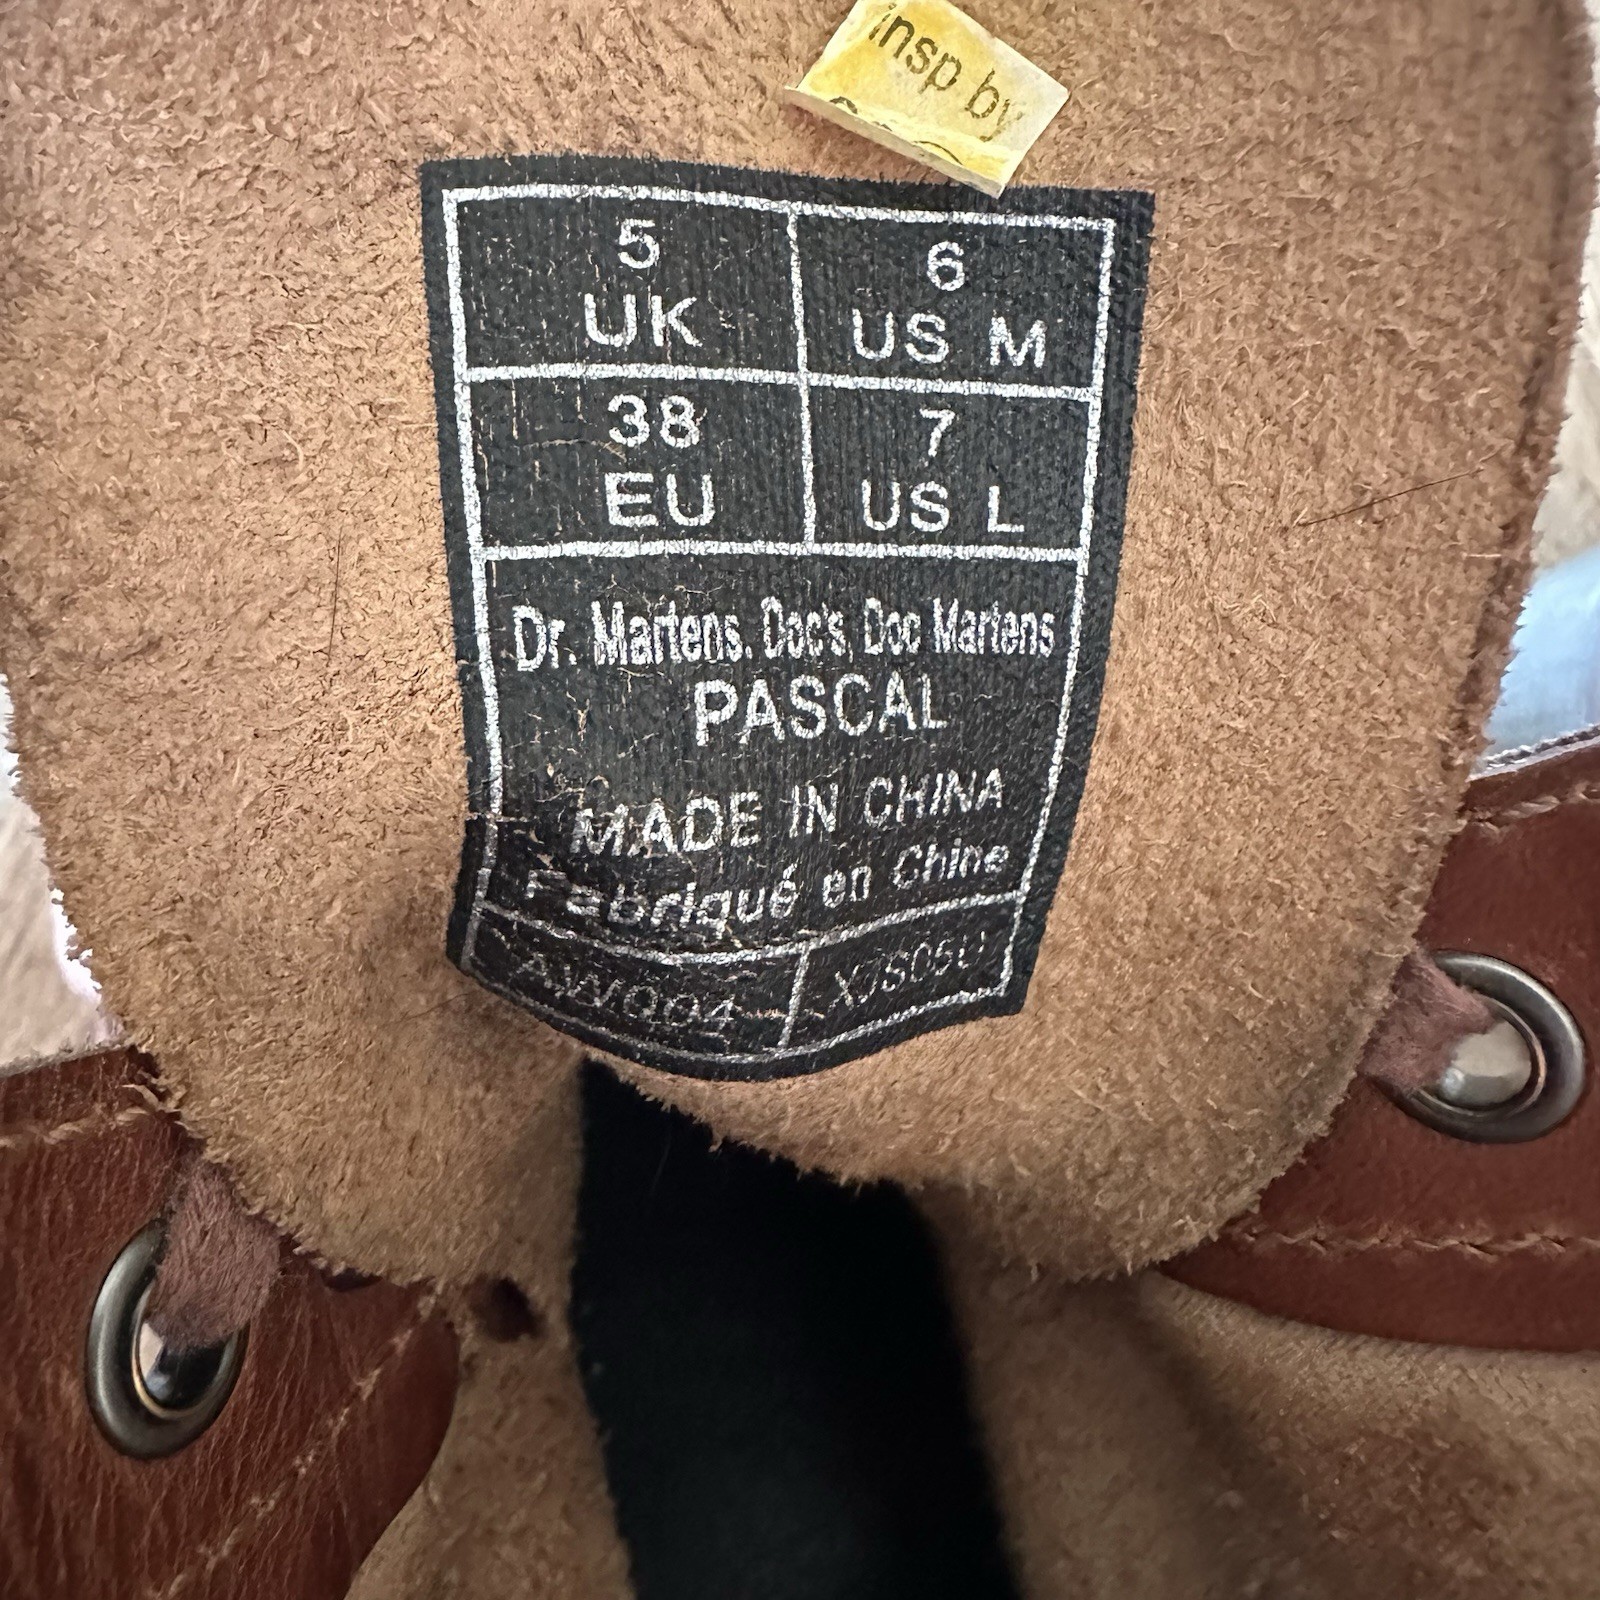 insp by
5
UK
6
US M
38
EU
7
US L
Dr. Martens. Doc's, Doc Martens
PASCAL
MADE IN CHINA
Fabriqué en Chine
AWQ04